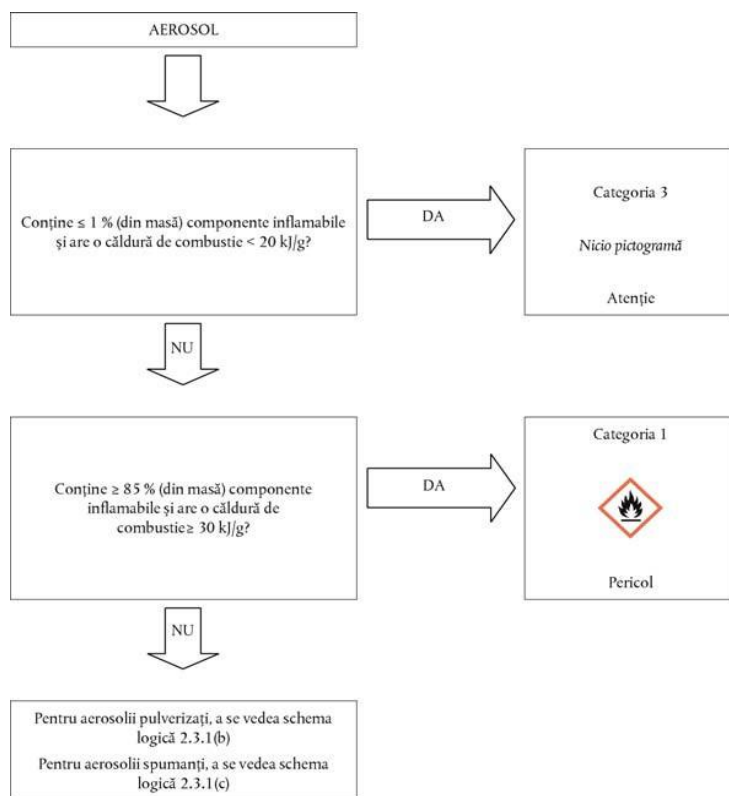 AEROSOL
Conține ≤ 1 % (din masă) componente inflamabile
și are o căldură de combustie < 20 kJ/g?
DA
Categoria 3
Nicio pictogramă
Atenție
NU
Conține ≥ 85 % (din masă) componente
inflamabile și are o căldură de
combustie≥ 30 kJ/g?
DA
Categoria 1
Pericol
NU
Pentru aerosolii pulverizați, a se vedea schema
logică 2.3.1(b)
Pentru aerosolii spumanți, a se vedea schema
logică 2.3.1(c)